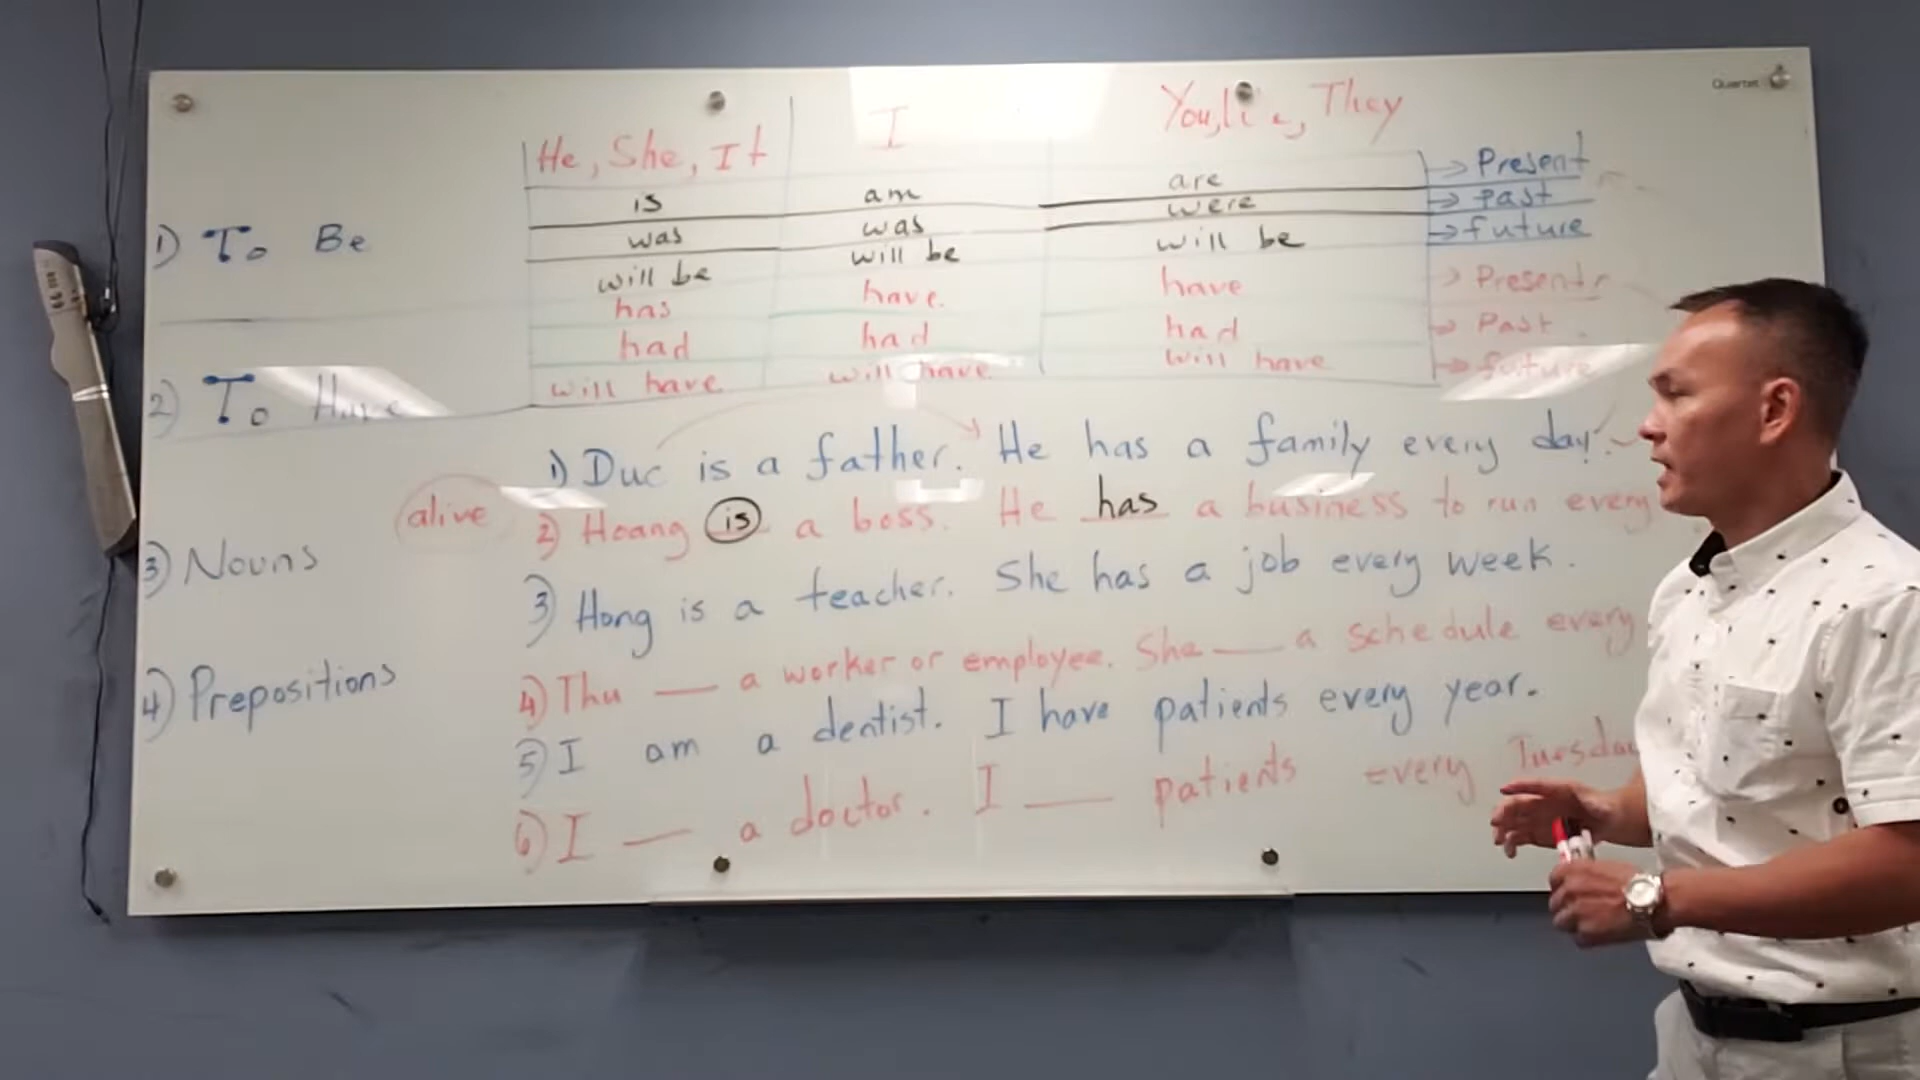 Quartet
He, She, It I You, We, They
is am are → Present
was was were → past
1) To Be will be will be will be → future
has have have → Present
had had had → Past
2) To Have will have will have will have → future
1) Duc is a father. He has a family every day.
alive 2) Hoang is a boss. He has a business to run every
3) Nouns 3) Hong is a teacher. She has a job every week.
4) Prepositions 4) Thu ___ a worker or employee. She ___ a schedule every
5) I am a dentist. I have patients every year.
6) I ___ a doctor. I ___ patients every Tuesday